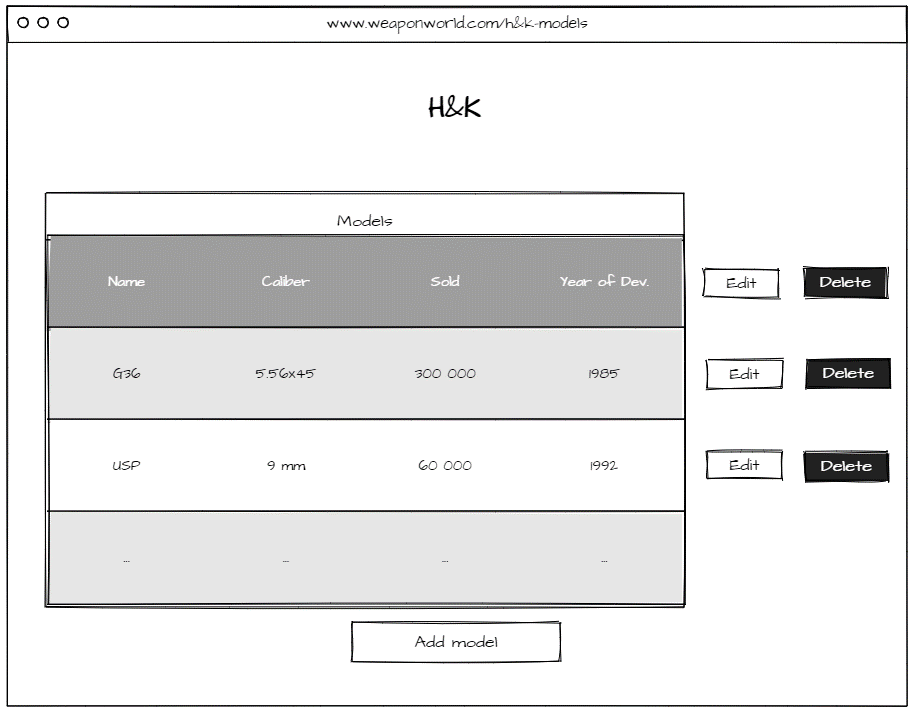 www.weaponworld.com/h&k-models
H&K
Models
Name Caliber Sold Year of Dev. Edit Delete
G36 5.56x45 300 000 1985 Edit Delete
USP 9 mm 60 000 1992 Edit Delete
... ... ... ...
Add model